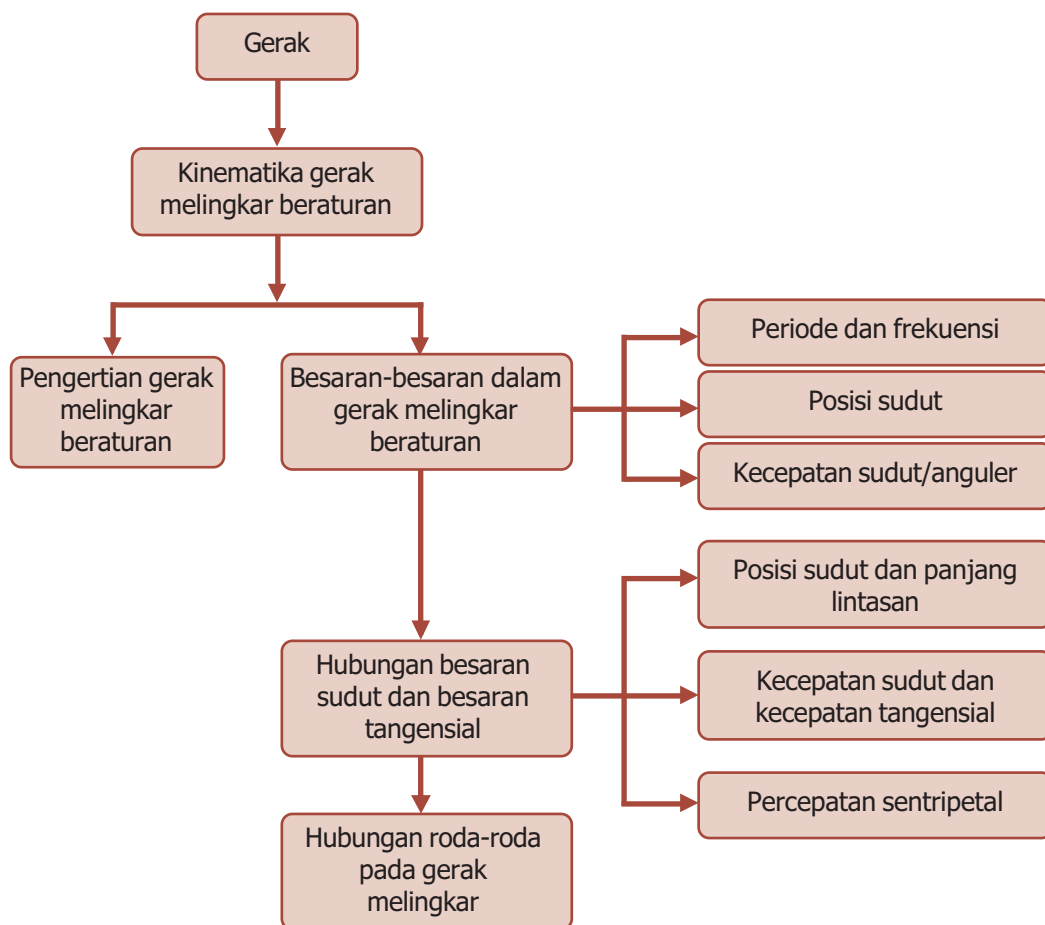 Gerak
Kinematika gerak
melingkar beraturan
Pengertian gerak
melingkar
beraturan
Besaran-besaran dalam
gerak melingkar
beraturan
Periode dan frekuensi
Posisi sudut
Kecepatan sudut/anguler
Hubungan besaran
sudut dan besaran
tangensial
Posisi sudut dan panjang
lintasan
Kecepatan sudut dan
kecepatan tangensial
Percepatan sentripetal
Hubungan roda-roda
pada gerak
melingkar